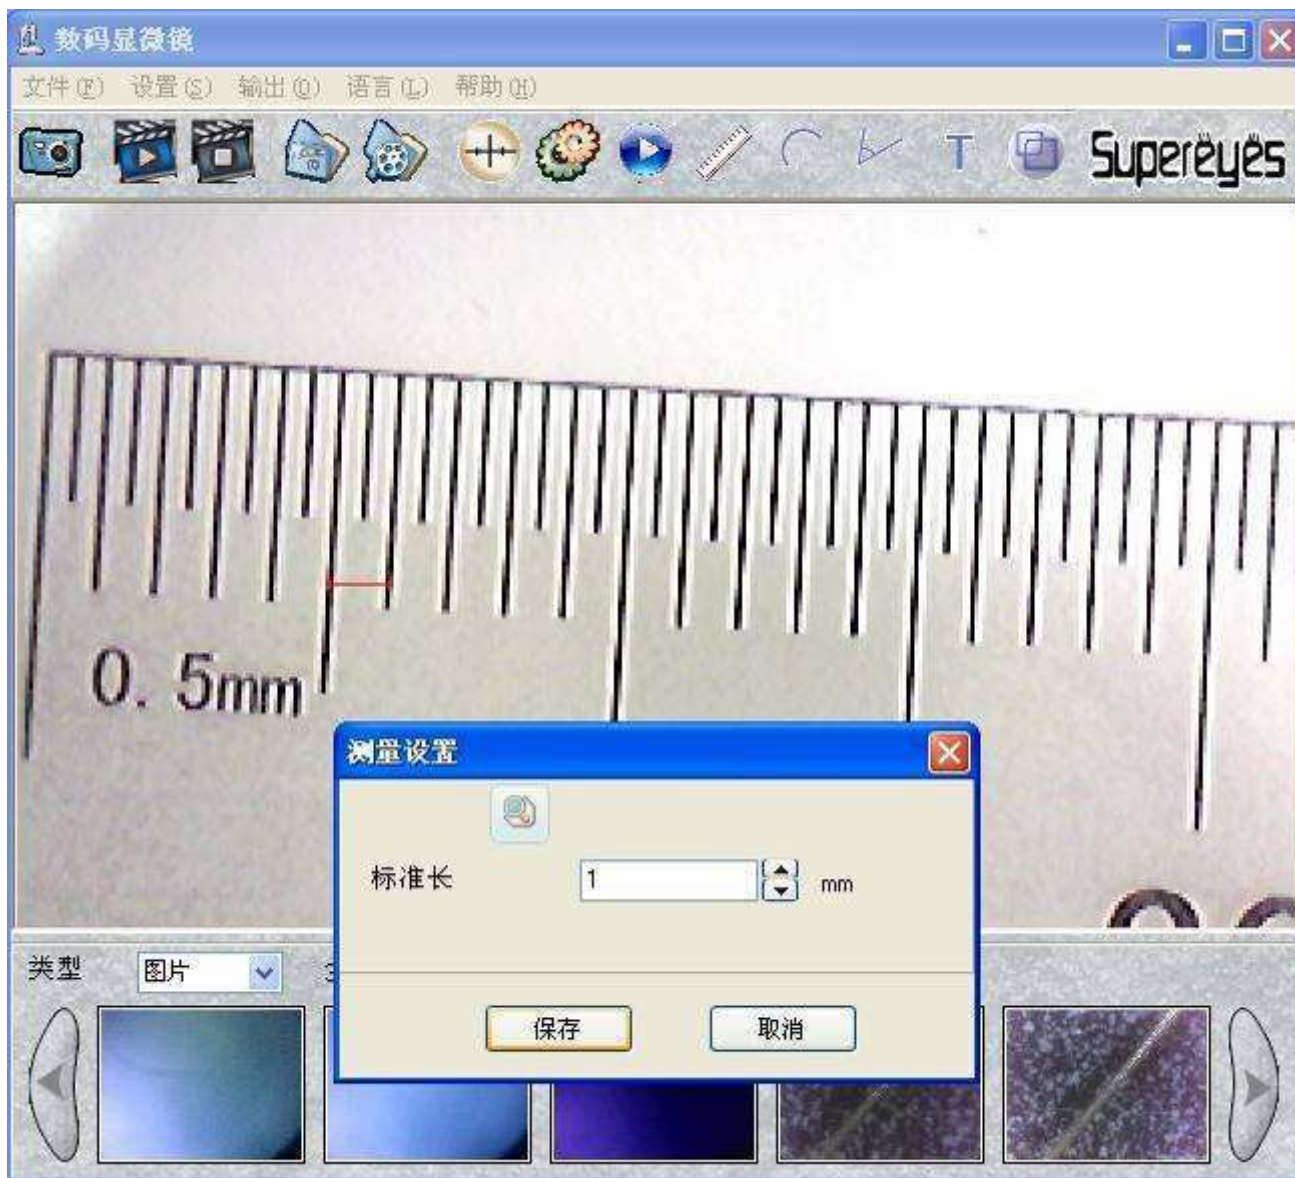 数码显微镜
文件(F) 设置(S) 输出(O) 语言(L) 帮助(H)
T Supereyes
0. 5mm
测量设置
标准长 1 mm
类型 图片
保存 取消